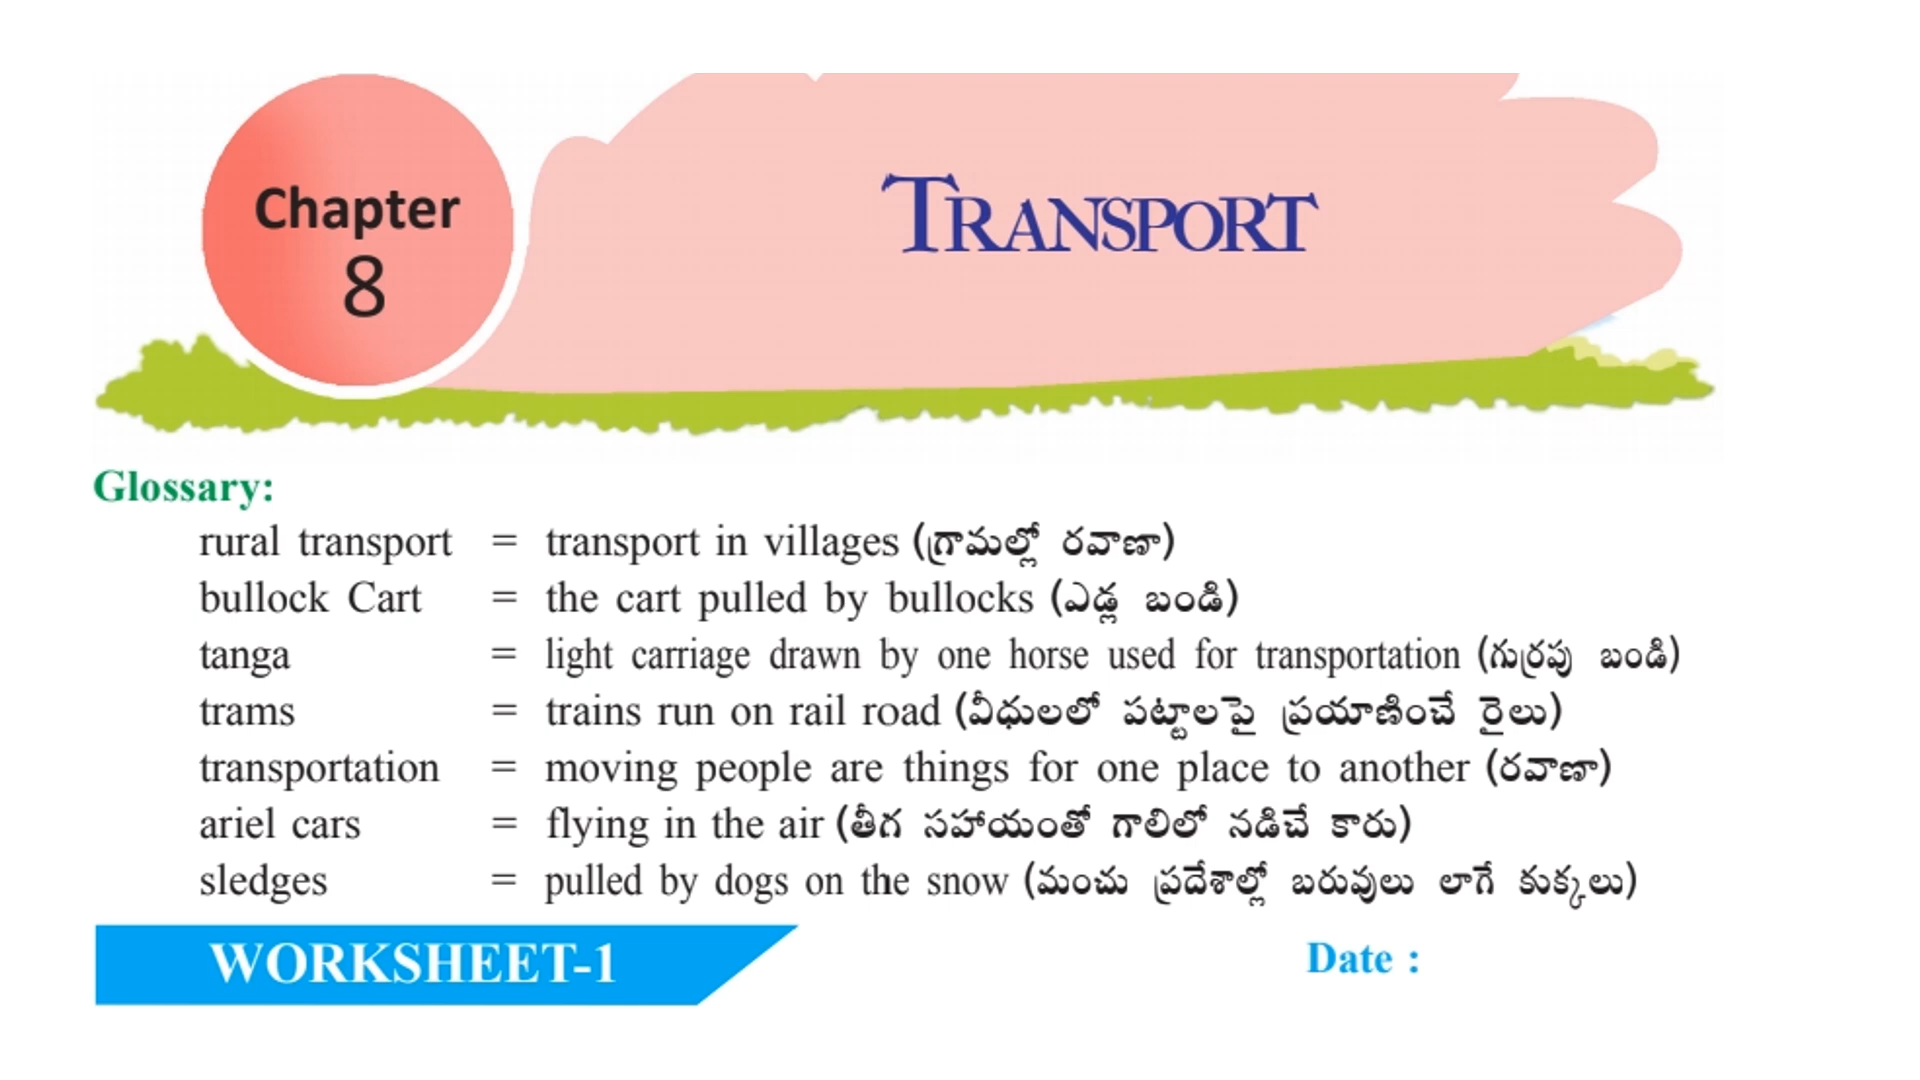 Chapter
8
TRANSPORT
Glossary:
rural transport = transport in villages (గ్రామల్లో రవాణా)
bullock Cart = the cart pulled by bullocks (ఎడ్ల బండి)
tanga = light carriage drawn by one horse used for transportation (గుర్రపు బండి)
trams = trains run on rail road (వీధులలో పట్టాలపై ప్రయాణించే రైలు)
transportation = moving people are things for one place to another (రవాణా)
ariel cars = flying in the air (తీగ సహాయంతో గాలిలో నడిచే కారు)
sledges = pulled by dogs on the snow (మంచు ప్రదేశాల్లో బరువులు లాగే కుక్కలు)
WORKSHEET-1
Date :